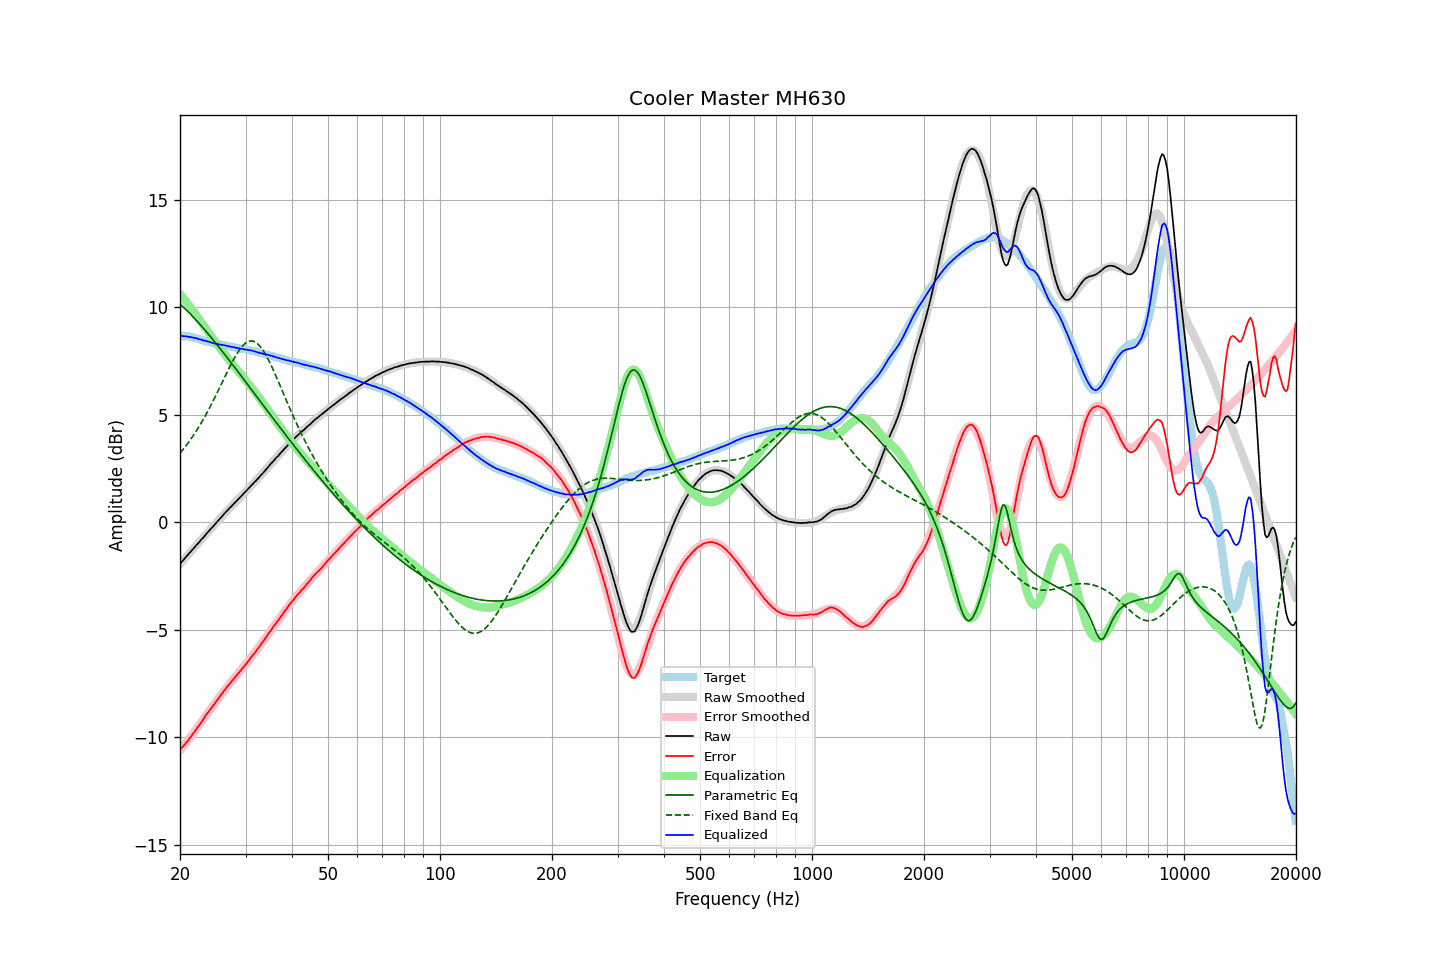 Cooler Master MH630
Amplitude (dBr)
15
10
5
0
−5
−10
−15
Target
Raw Smoothed
Error Smoothed
Raw
Error
Equalization
Parametric Eq
Fixed Band Eq
Equalized
20 50 100 200 500 1000 2000 5000 10000 20000
Frequency (Hz)